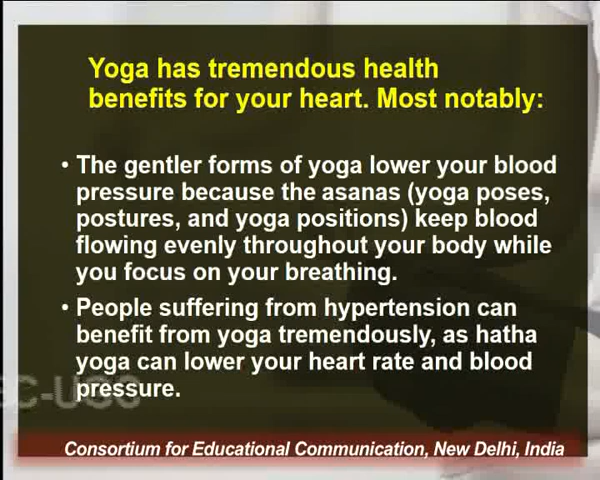 Yoga has tremendous health
benefits for your heart. Most notably:
• The gentler forms of yoga lower your blood
pressure because the asanas (yoga poses,
postures, and yoga positions) keep blood
flowing evenly throughout your body while
you focus on your breathing.
• People suffering from hypertension can
benefit from yoga tremendously, as hatha
yoga can lower your heart rate and blood
pressure.
C-UGC
Consortium for Educational Communication, New Delhi, India